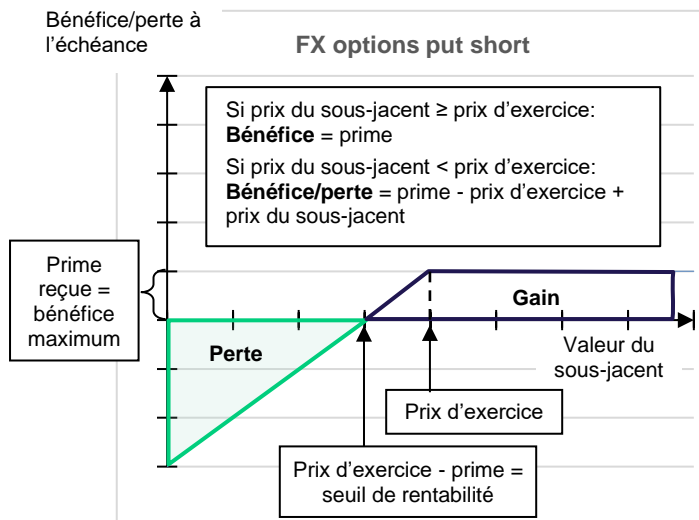 Bénéfice/perte à
l'échéance
FX options put short
Si prix du sous-jacent ≥ prix d'exercice:
Bénéfice = prime
Si prix du sous-jacent < prix d'exercice:
Bénéfice/perte = prime - prix d'exercice +
prix du sous-jacent
Prime
reçue =
bénéfice
maximum
Gain
Perte
Valeur du
sous-jacent
Prix d'exercice
Prix d'exercice - prime =
seuil de rentabilité